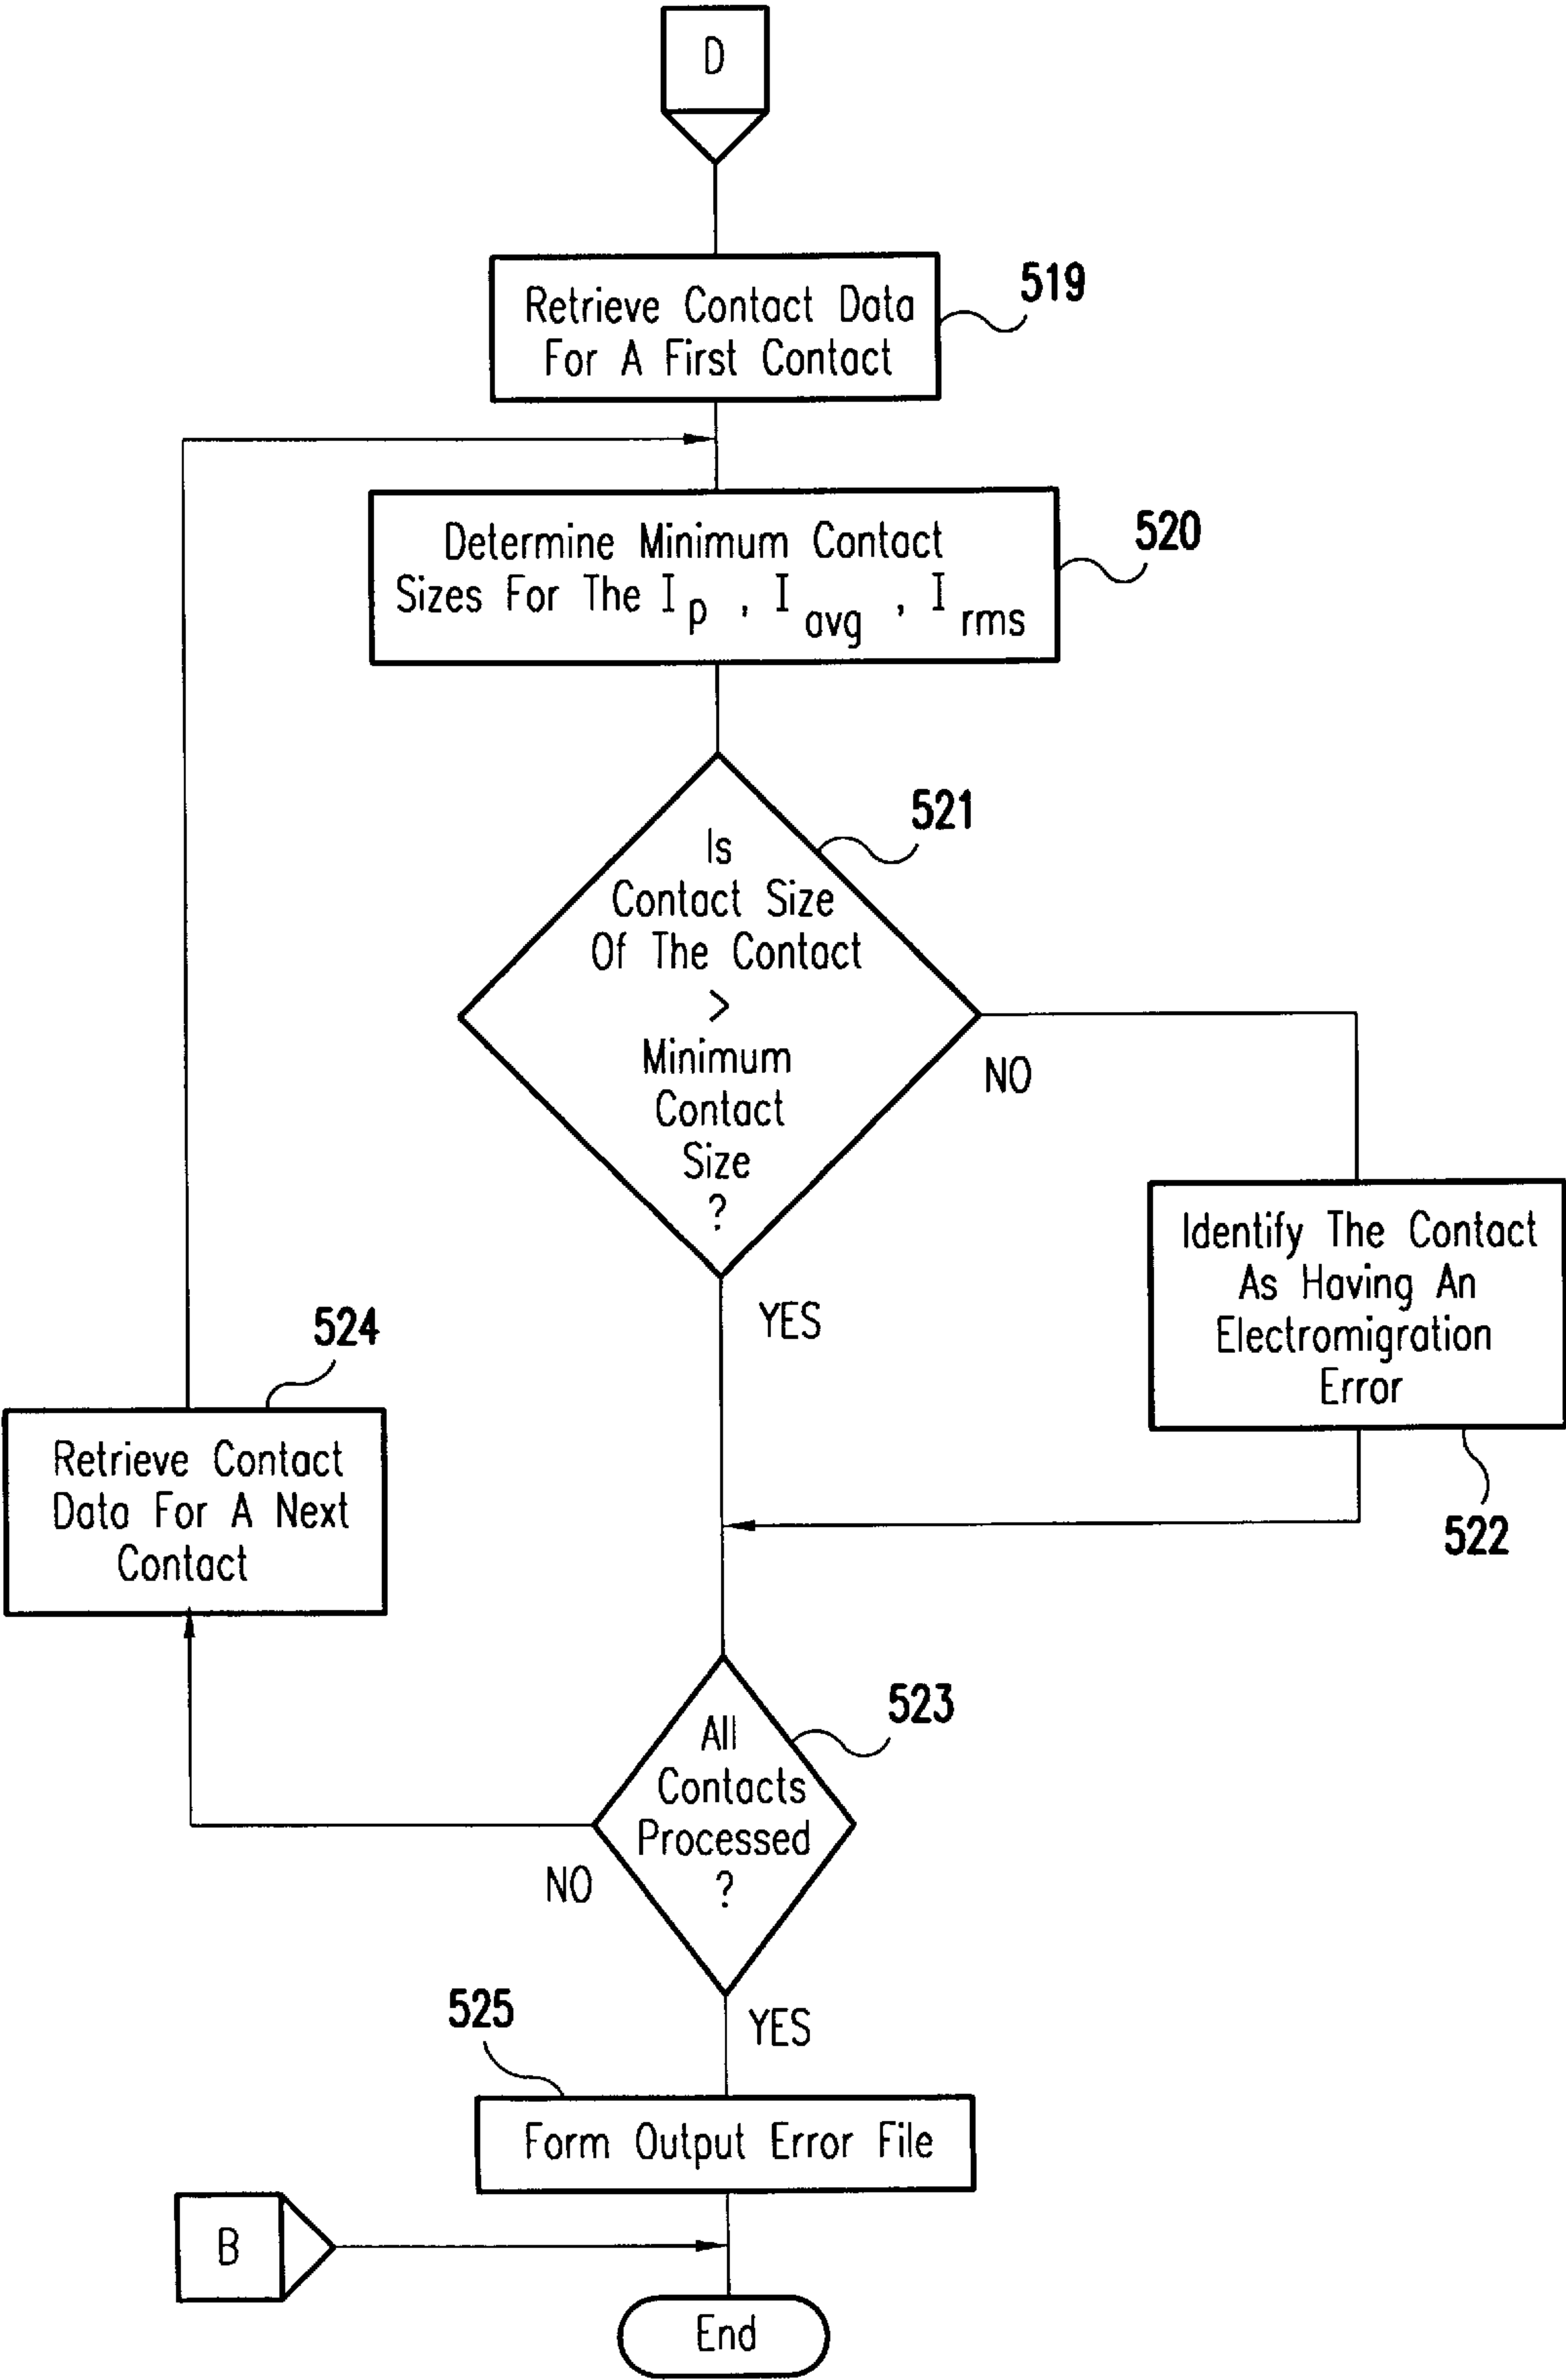 D
Retrieve Contact Data
For A First Contact
519
Determine Minimum Contact
Sizes For The I p , I avg , I rms
520
Is
Contact Size
Of The Contact
>
Minimum
Contact
Size
?
521
NO
YES
Identify The Contact
As Having An
Electromigration
Error
522
524
Retrieve Contact
Data For A Next
Contact
All
Contacts
Processed
?
523
NO
YES
525
Form Output Error File
B
End